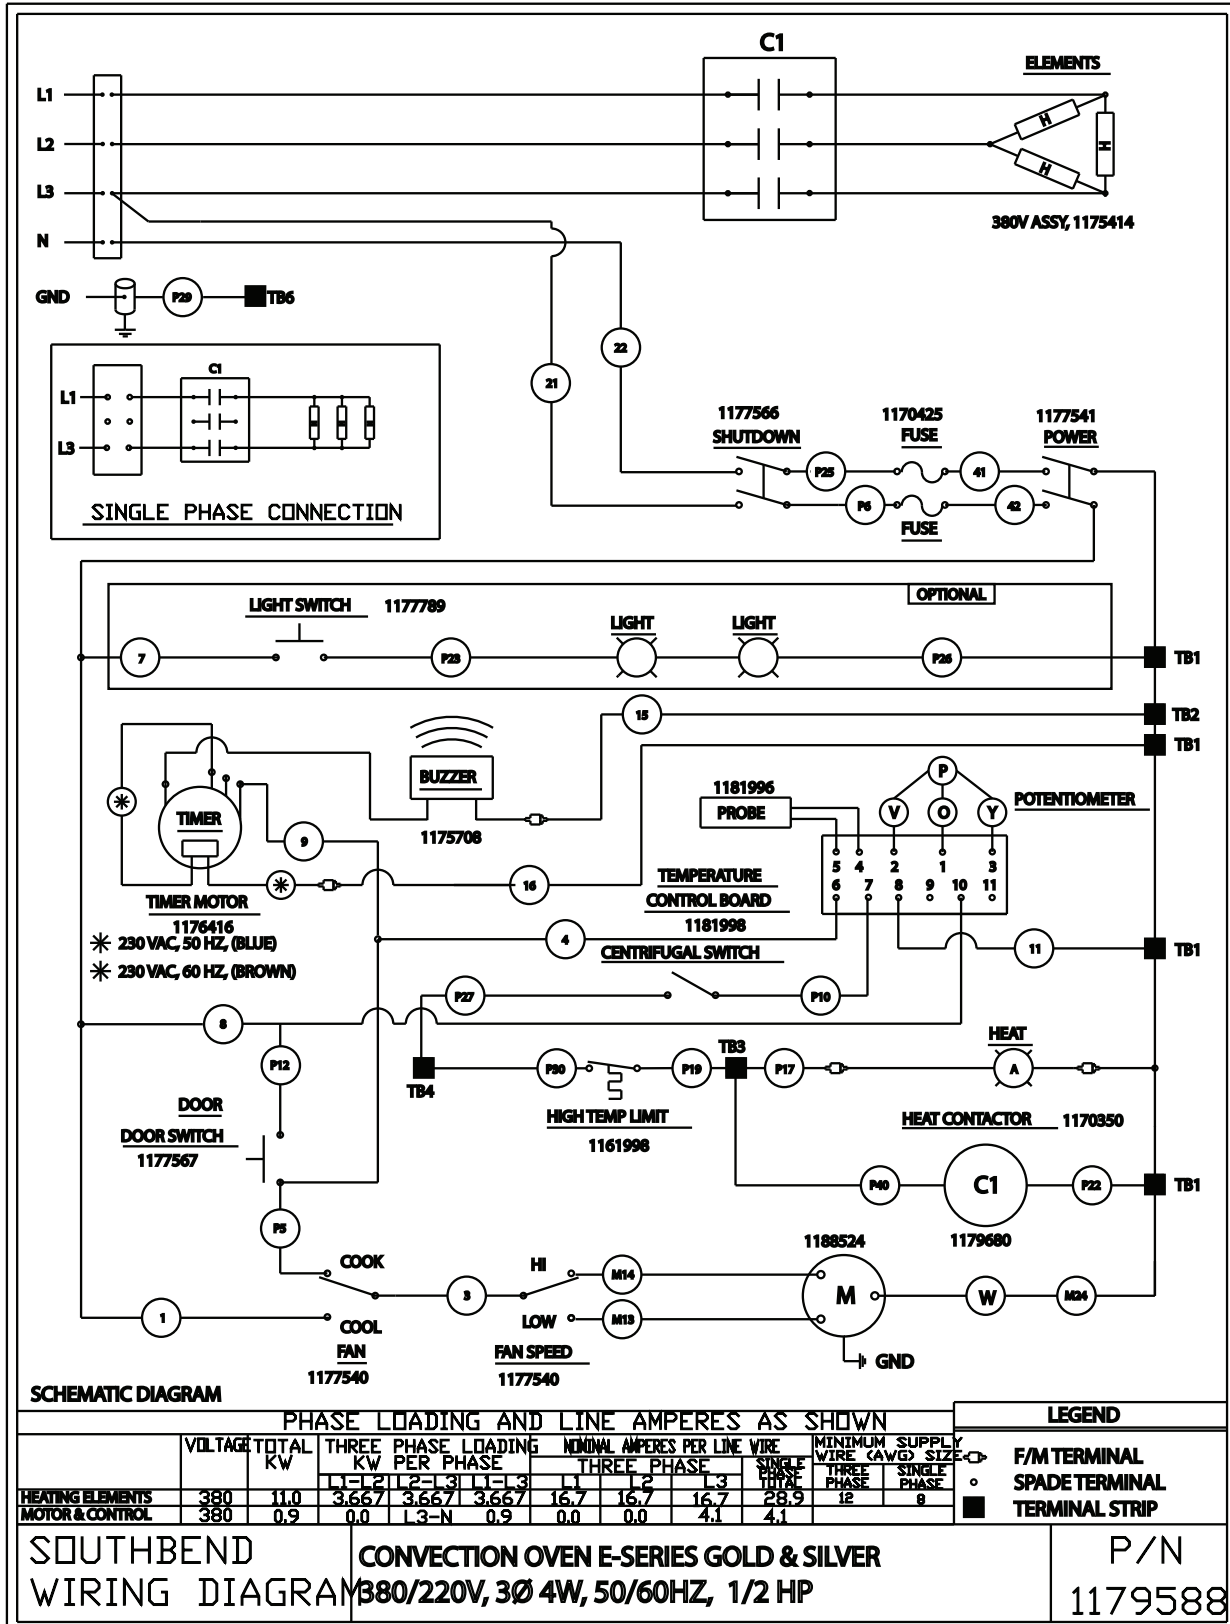 C1
ELEMENTS
L1
L2
L3
N
380V ASSY, 1175414
H
H
H
GND
P29
TB6
22
21
C1
L1
L3
SINGLE PHASE CONNECTION
1177566
SHUTDOWN
1170425
FUSE
1177541
POWER
P25
41
P6
42
FUSE
OPTIONAL
LIGHT SWITCH 1177789
LIGHT
LIGHT
7
P23
P26
TB1
15
TB2
TB1
BUZZER
1175708
TIMER
9
TIMER MOTOR
1176416
230 VAC, 50 HZ, (BLUE)
230 VAC, 60 HZ, (BROWN)
16
1181996
PROBE
P
V
O
Y
POTENTIOMETER
5 4 2 1 3
6 7 8 9 10 11
TEMPERATURE
CONTROL BOARD
1181998
4
11
TB1
CENTRIFUGAL SWITCH
P27
P10
8
P12
TB4
P30
P19
TB3
P17
HEAT
A
HIGH TEMP LIMIT
1161998
DOOR
DOOR SWITCH
1177567
HEAT CONTACTOR 1170350
P40
C1
P22
TB1
1179680
P5
COOK
COOL
1
FAN
1177540
3
HI
LOW
FAN SPEED
1177540
M14
M13
1188524
M
W
M24
GND
SCHEMATIC DIAGRAM
PHASE LOADING AND LINE AMPERES AS SHOWN
VOLTAGE TOTAL KW THREE PHASE LOADING KW PER PHASE NOMINAL AMPERES PER LINE WIRE MINIMUM SUPPLY WIRE (AWG) SIZE
THREE PHASE SINGLE PHASE TOTAL THREE PHASE SINGLE PHASE
L1-L2 L2-L3 L1-L3 L1 L2 L3
HEATING ELEMENTS 380 11.0 3.667 3.667 3.667 16.7 16.7 16.7 28.9 12 8
MOTOR & CONTROL 380 0.9 0.0 L3-N 0.9 0.0 0.0 4.1 4.1
LEGEND
F/M TERMINAL
SPADE TERMINAL
TERMINAL STRIP
SOUTHBEND
WIRING DIAGRAM
CONVECTION OVEN E-SERIES GOLD & SILVER
380/220V, 3Ø 4W, 50/60HZ, 1/2 HP
P/N
1179588